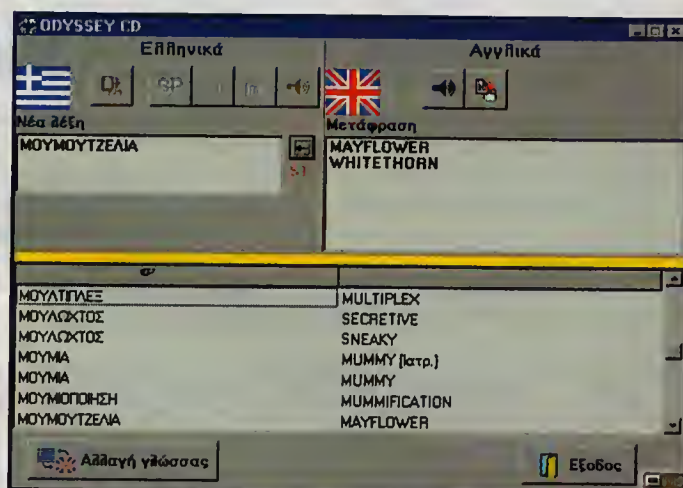 ODYSSEY CD
Ελληνικά
Αγγλικά
Νέα λέξη
Μετάφραση
ΜΟΥΜΟΥΤΖΕΛΙΑ
MAYFLOWER
WHITETHORN
ΜΟΥΛΤΙΠΛΕΞ MULTIPLEX
ΜΟΥΛΩΧΤΟΣ SECRETIVE
ΜΟΥΛΩΧΤΟΣ SNEAKY
ΜΟΥΜΙΑ MUMMY (Ιατρ.)
ΜΟΥΜΙΑ MUMMY
ΜΟΥΜΙΟΠΟΙΗΣΗ MUMMIFICATION
ΜΟΥΜΟΥΤΖΕΛΙΑ MAYFLOWER
Αλλαγή γλώσσας
Εξοδος